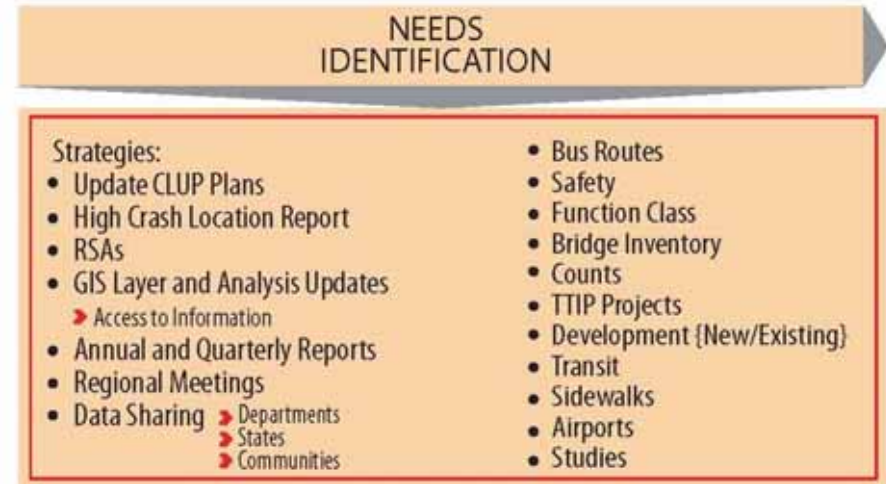 NEEDS
IDENTIFICATION
Strategies:
• Update CLUP Plans
• High Crash Location Report
• RSAs
• GIS Layer and Analysis Updates
Access to Information
• Annual and Quarterly Reports
• Regional Meetings
• Data Sharing
Departments
States
Communities
• Bus Routes
• Safety
• Function Class
• Bridge Inventory
• Counts
• TTIP Projects
• Development {New/Existing}
• Transit
• Sidewalks
• Airports
• Studies